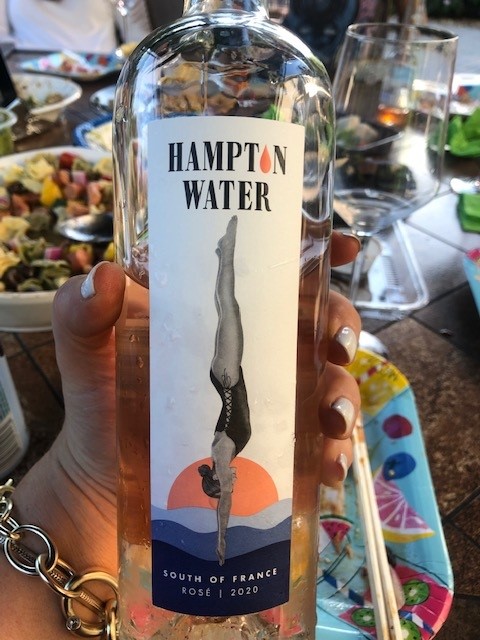 HAMPTON
WATER
SOUTH OF FRANCE
ROSÉ | 2020